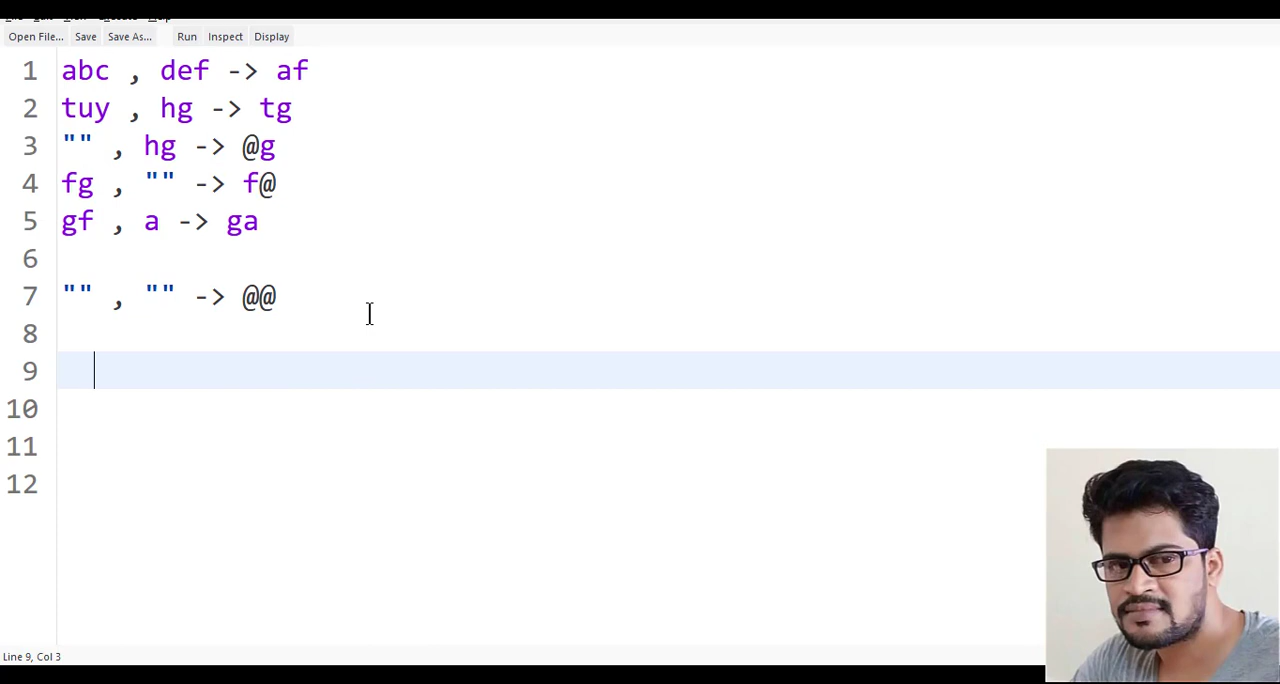 Open File... Save Save As... Run Inspect Display
1 abc , def -> af
2 tuy , hg -> tg
3 "" , hg -> @g
4 fg , "" -> f@
5 gf , a -> ga
6
7 "" , "" -> @@
8
9
10
11
12
Line 9, Col 3